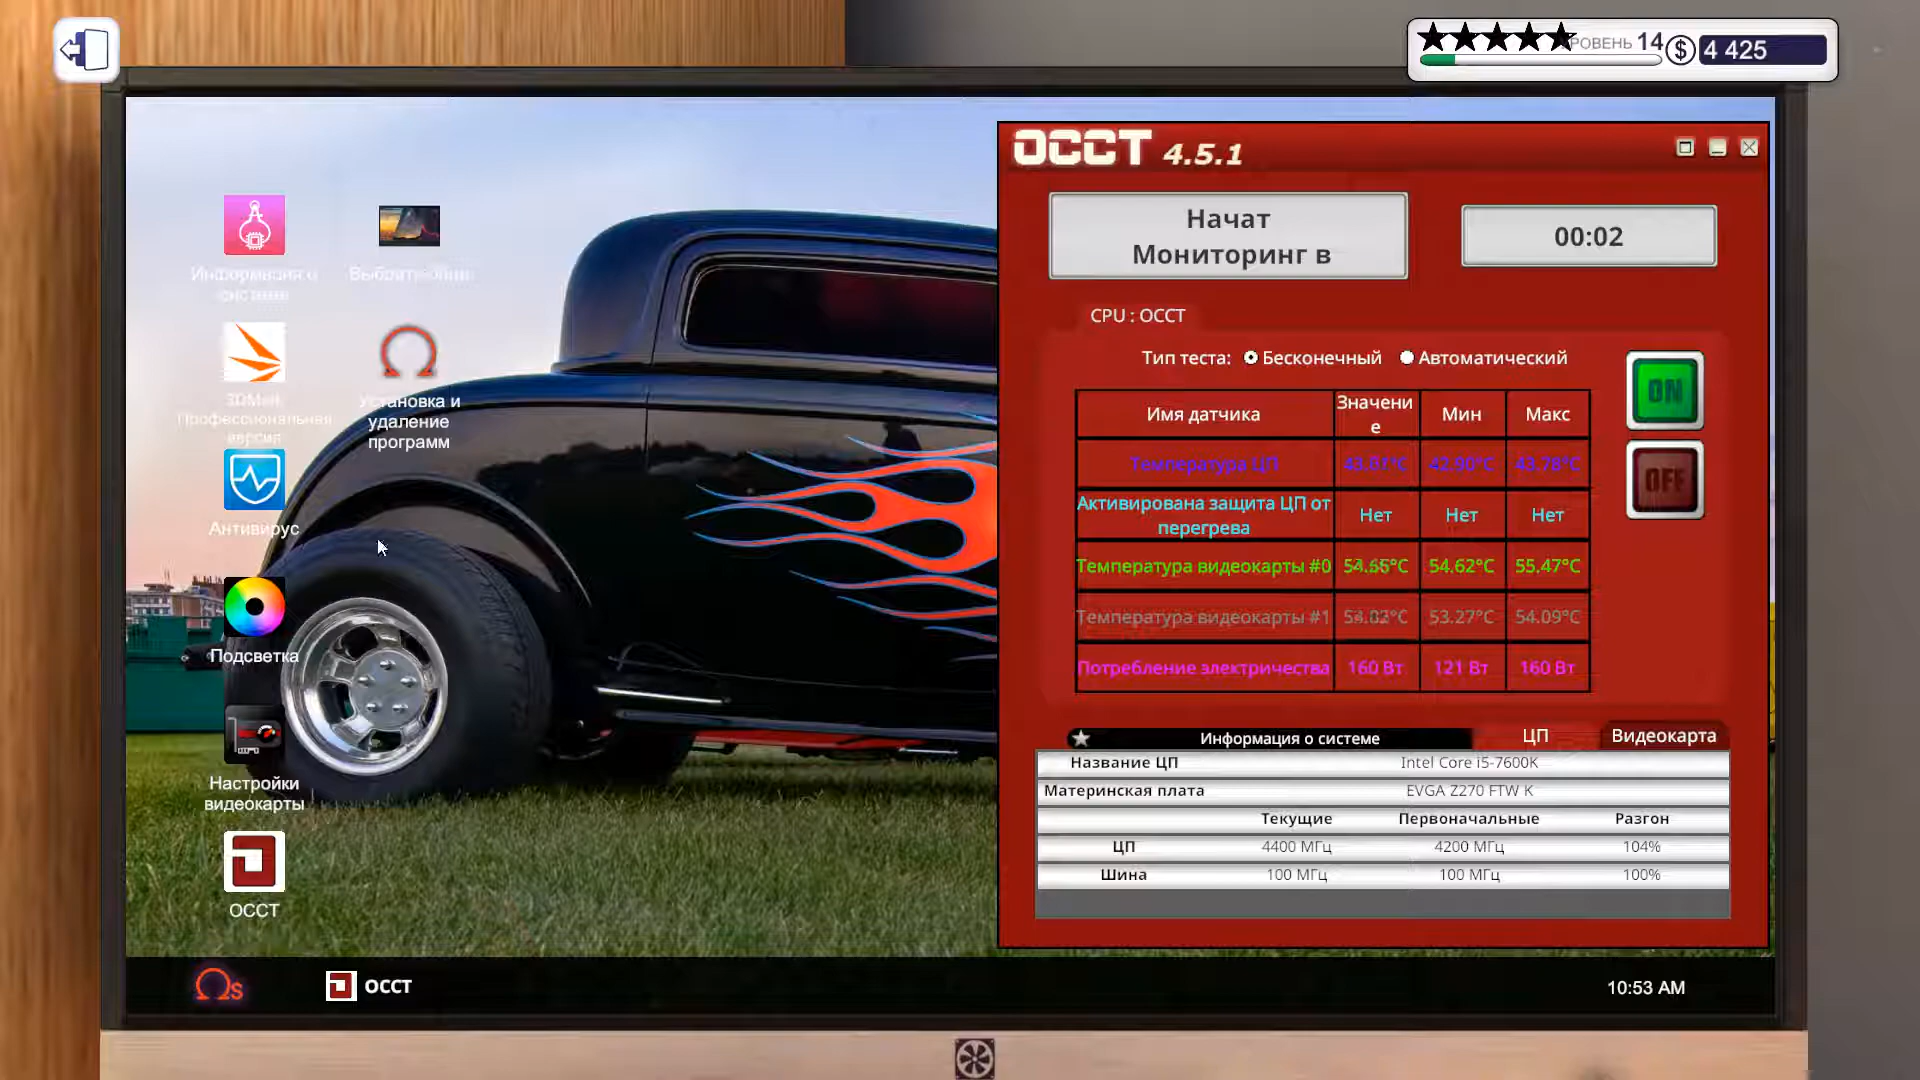 РОВЕНЬ 14
$ 4 425
OCCT 4.5.1
Начат
Мониторинг в
00:02
CPU : OCCT
Тип теста: Бесконечный Автоматический
ON
OFF
Имя датчика
Значени
е
Мин
Макс
Температура ЦП 42.90°C 43.78°C
Активирована защита ЦП от
перегрева
Нет Нет Нет
Температура видеокарты #0 54.62°C 55.47°C
Температура видеокарты #1 53.27°C 54.09°C
Потребление электричества 160 Вт 121 Вт 160 Вт
Информация о системе
ЦП
Видеокарта
Название ЦП Intel Core i5-7600K
Материнская плата EVGA Z270 FTW K
Текущие Первоначальные Разгон
ЦП 4400 МГц 4200 МГц 104%
Шина 100 МГц 100 МГц 100%
Информация о
системе
Профессиональная
версия
Установка и
удаление
программ
Антивирус
Подсветка
Настройки
видеокарты
OCCT
Ωs
OCCT
10:53 AM